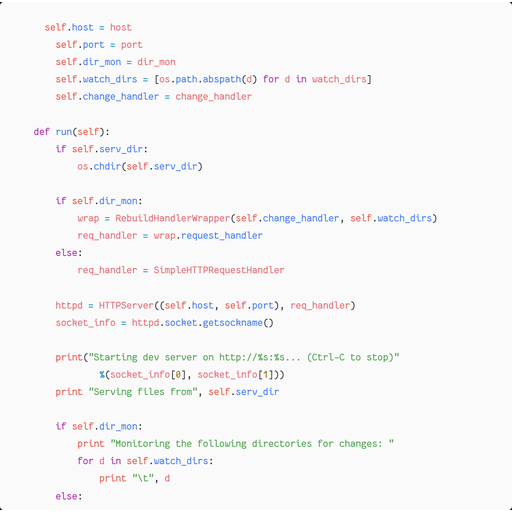 self.host = host
self.port = port
self.dir_mon = dir_mon
self.watch_dirs = [os.path.abspath(d) for d in watch_dirs]
self.change_handler = change_handler
def run(self):
if self.serv_dir:
os.chdir(self.serv_dir)
if self.dir_mon:
wrap = RebuildHandlerWrapper(self.change_handler, self.watch_dirs)
req_handler = wrap.request_handler
else:
req_handler = SimpleHTTPRequestHandler
httpd = HTTPServer((self.host, self.port), req_handler)
socket_info = httpd.socket.getsockname()
print("Starting dev server on http://%s:%s... (Ctrl-C to stop)"
%(socket_info[0], socket_info[1]))
print "Serving files from", self.serv_dir
if self.dir_mon:
print "Monitoring the following directories for changes: "
for d in self.watch_dirs:
print "\t", d
else: